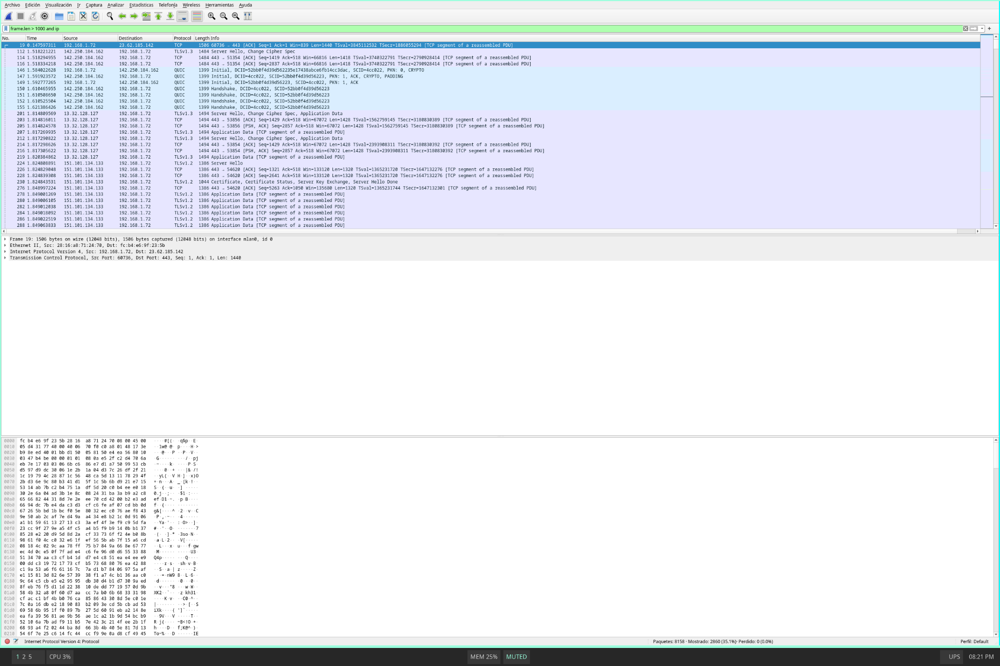 Archivo Edición Visualización Ir Captura Analizar Estadísticas Telefonía Wireless Herramientas Ayuda
frame.len > 1000 and ip
No. Time Source Destination Protocol Length Info
19 0.147597311 192.168.1.72 23.62.185.142 TCP 1506 60736 → 443 [ACK] Seq=1 Ack=1 Win=839 Len=1440 TSval=3845112532 TSecr=1886055294 [TCP segment of a reassembled PDU]
112 1.518221221 142.250.184.162 192.168.1.72 TLSv1.3 1484 Server Hello, Change Cipher Spec
114 1.518294955 142.250.184.162 192.168.1.72 TCP 1484 443 → 51354 [ACK] Seq=1419 Ack=518 Win=66816 Len=1418 TSval=3740322791 TSecr=2790928414 [TCP segment of a reassembled PDU]
116 1.518334218 142.250.184.162 192.168.1.72 TCP 1484 443 → 51354 [ACK] Seq=2837 Ack=518 Win=66816 Len=1418 TSval=3740322791 TSecr=2790928414 [TCP segment of a reassembled PDU]
146 1.584022628 192.168.1.72 142.250.184.162 QUIC 1399 Initial, DCID=52bb0f4d39d562235e17438abce6fb14cc3dac, SCID=4cc022, PKN: 0, CRYPTO
147 1.591923572 142.250.184.162 192.168.1.72 QUIC 1399 Initial, DCID=4cc022, SCID=52bb0f4d39d56223, PKN: 1, ACK, CRYPTO, PADDING
149 1.592777265 192.168.1.72 142.250.184.162 QUIC 1399 Initial, DCID=52bb0f4d39d56223, SCID=4cc022, PKN: 1, ACK
150 1.610465955 142.250.184.162 192.168.1.72 QUIC 1399 Handshake, DCID=4cc022, SCID=52bb0f4d39d56223
151 1.610508650 142.250.184.162 192.168.1.72 QUIC 1399 Handshake, DCID=4cc022, SCID=52bb0f4d39d56223
152 1.610525504 142.250.184.162 192.168.1.72 QUIC 1399 Handshake, DCID=4cc022, SCID=52bb0f4d39d56223
155 1.621386426 142.250.184.162 192.168.1.72 QUIC 1399 Handshake, DCID=4cc022, SCID=52bb0f4d39d56223
201 1.814809569 13.32.128.127 192.168.1.72 TLSv1.3 1494 Server Hello, Change Cipher Spec, Application Data
203 1.814816011 13.32.128.127 192.168.1.72 TCP 1494 443 → 53856 [ACK] Seq=1429 Ack=518 Win=67072 Len=1428 TSval=1562759145 TSecr=3180830389 [TCP segment of a reassembled PDU]
205 1.814824578 13.32.128.127 192.168.1.72 TCP 1494 443 → 53856 [PSH, ACK] Seq=2857 Ack=518 Win=67072 Len=1428 TSval=1562759145 TSecr=3180830389 [TCP segment of a reassembled PDU]
207 1.817269935 13.32.128.127 192.168.1.72 TLSv1.3 1494 Application Data [TCP segment of a reassembled PDU]
212 1.817290822 13.32.128.127 192.168.1.72 TLSv1.3 1494 Server Hello, Change Cipher Spec, Application Data
214 1.817298626 13.32.128.127 192.168.1.72 TCP 1494 443 → 53854 [ACK] Seq=1429 Ack=518 Win=67072 Len=1428 TSval=2393908311 TSecr=3180830392 [TCP segment of a reassembled PDU]
216 1.817305622 13.32.128.127 192.168.1.72 TCP 1494 443 → 53854 [PSH, ACK] Seq=2857 Ack=518 Win=67072 Len=1428 TSval=2393908311 TSecr=3180830392 [TCP segment of a reassembled PDU]
219 1.820384862 13.32.128.127 192.168.1.72 TLSv1.3 1494 Application Data [TCP segment of a reassembled PDU]
224 1.824808891 151.101.134.133 192.168.1.72 TLSv1.2 1386 Server Hello
226 1.824829048 151.101.134.133 192.168.1.72 TCP 1386 443 → 54620 [ACK] Seq=1321 Ack=518 Win=133120 Len=1320 TSval=1365231720 TSecr=1647132276 [TCP segment of a reassembled PDU]
228 1.824839308 151.101.134.133 192.168.1.72 TCP 1386 443 → 54620 [ACK] Seq=2641 Ack=518 Win=133120 Len=1320 TSval=1365231720 TSecr=1647132276 [TCP segment of a reassembled PDU]
230 1.824843531 151.101.134.133 192.168.1.72 TLSv1.2 1044 Certificate, Certificate Status, Server Key Exchange, Server Hello Done
276 1.848997224 151.101.134.133 192.168.1.72 TCP 1386 443 → 54620 [ACK] Seq=5263 Ack=1050 Win=135680 Len=1320 TSval=1365231744 TSecr=1647132301 [TCP segment of a reassembled PDU]
278 1.849001269 151.101.134.133 192.168.1.72 TLSv1.2 1386 Application Data [TCP segment of a reassembled PDU]
280 1.849006105 151.101.134.133 192.168.1.72 TLSv1.2 1386 Application Data [TCP segment of a reassembled PDU]
282 1.849012038 151.101.134.133 192.168.1.72 TLSv1.2 1386 Application Data [TCP segment of a reassembled PDU]
284 1.849018092 151.101.134.133 192.168.1.72 TLSv1.2 1386 Application Data [TCP segment of a reassembled PDU]
286 1.849022519 151.101.134.133 192.168.1.72 TLSv1.2 1386 Application Data [TCP segment of a reassembled PDU]
288 1.849063833 151.101.134.133 192.168.1.72 TLSv1.2 1386 Application Data [TCP segment of a reassembled PDU]
Frame 19: 1506 bytes on wire (12048 bits), 1506 bytes captured (12048 bits) on interface mlan0, id 0
Ethernet II, Src: 28:16:a8:71:24:70, Dst: fc:b4:e6:9f:23:5b
Internet Protocol Version 4, Src: 192.168.1.72, Dst: 23.62.185.142
Transmission Control Protocol, Src Port: 60736, Dst Port: 443, Seq: 1, Ack: 1, Len: 1440
0000 fc b4 e6 9f 23 5b 28 16 a8 71 24 70 08 00 45 00
0010 05 d4 31 77 40 00 40 06 70 f0 c0 a8 01 48 17 3e
0020 b9 8e ed 40 01 bb d1 50 05 81 50 e4 ea 56 80 10
0030 03 47 b4 be 00 00 01 01 08 0a e5 2f c2 d4 70 6a
0040 eb 7e 17 03 03 06 6b c6 86 e7 d1 a7 50 99 53 cb
0050 d5 97 d9 dc 30 06 1e 2b 1a 04 d3 7c 26 df 2f 21
0060 1c 19 79 4c 28 87 1c 56 48 ca 5d 13 11 78 29 4f
0070 2b d3 6e 9c 80 b3 41 d1 5f 1c 5b 6b d9 21 e7 15
0080 53 14 ab 7b c2 b4 75 1a df 5d 20 c0 b4 ee e0 18
0090 30 2e 6a 04 ad 3b 1e 8c 08 24 31 ba 3a b9 a2 c8
00a0 65 66 82 44 31 8d 7e 2e ee 70 cd 42 00 b2 e3 ad
00b0 66 94 dc 7b e4 da c3 d3 cf c6 fe af 07 cd bb 0d
00c0 67 26 5b bd 1b bc f0 5e 80 32 ec c0 76 ae f8 43
00d0 9e 50 ab 2c af 7e d4 9a a4 34 e8 b2 1c 0d 91 06
00e0 a1 b1 59 61 13 27 13 c3 3a ef 4f 3e f9 c9 5d fa
00f0 23 cc 9f 27 9e a5 4f c5 a4 b5 f9 b9 14 0b b1 37
0100 85 28 e2 20 d9 5d 8d 2a cf 33 73 6f f2 4e b0 8b
0110 98 61 f0 4c c0 32 e6 1f ef 56 5b ab 7f 15 a6 cd
0120 08 18 4c 02 9c aa 78 ff 75 b7 84 9a 66 8e 67 77
0130 ec 4d 0c e5 0f 7f ad e4 c6 fe 96 d0 d6 55 33 88
0140 51 34 70 aa c3 cf b4 1d d7 e4 c8 51 ea e4 ee e9
0150 00 dd c3 19 72 17 73 cf b5 73 68 80 76 ea 42 88
0160 c1 9a 53 a6 f6 61 16 7c 7a d1 b7 84 06 97 5a af
0170 e1 15 81 3d 82 6e 57 39 38 f1 a7 4c b1 36 aa c0
0180 9c 64 c5 cb e5 e2 95 95 db 30 d4 b1 d7 30 9a ed
0190 8f eb 76 f5 d1 1d 22 38 10 de dd 77 19 57 0d 9b
01a0 58 4b 32 a8 0f 60 d7 aa cc 7a b0 6b 68 33 31 98
01b0 cf ac c1 bf 4b b0 76 ca 85 86 43 30 8d 5e c0 1e
01c0 7c 0a 16 db e2 18 90 83 b2 09 3e cd 5b cb ad 53
01d0 69 58 6b 95 1f f0 89 7b 27 5d 60 91 eb a2 14 8e
01e0 ea fa 39 56 81 ae 9b 56 ae 1c a2 1b 9d 54 bc b9
01f0 52 10 6a 7b ad f9 11 b5 7e 42 3c 21 4f ee 2b 1f
0200 68 93 a4 f2 02 44 ba 8d 66 3b 4b 40 5e 81 7d 13
0210 54 6f 7e 25 c6 14 fc 44 cc f9 9e 0a d8 cf 49 45
Internet Protocol Version 4: Protocol Paquetes: 8158 · Mostrado: 2860 (35.1%)· Perdido: 0 (0.0%) Perfil: Default
1 2 5 CPU 3% MEM 25% MUTED UPS 08:21 PM